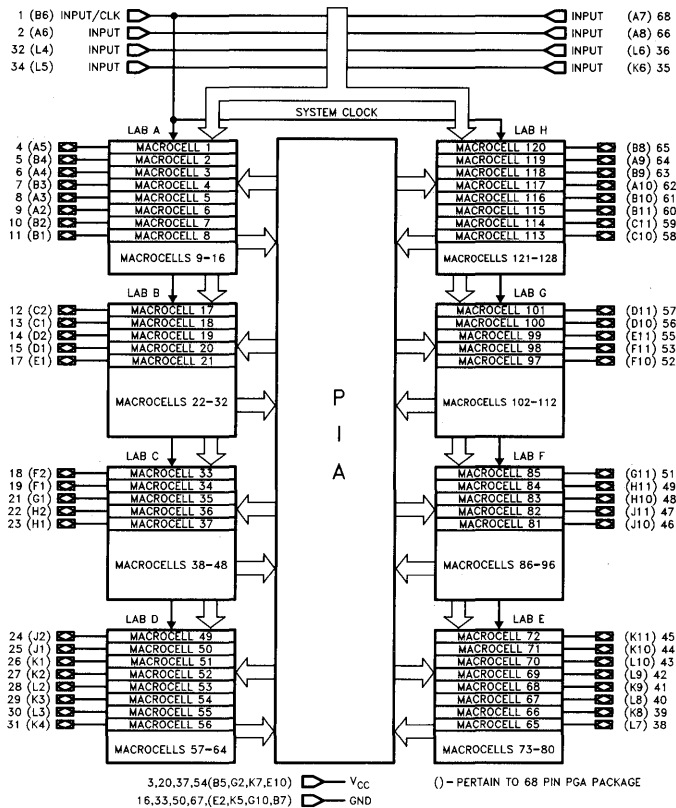 1 (B6) INPUT/CLK INPUT (A7) 68
2 (A6) INPUT INPUT (A8) 66
32 (L4) INPUT INPUT (L6) 36
34 (L5) INPUT INPUT (K6) 35
SYSTEM CLOCK
LAB A LAB H
4 (A5) MACROCELL 1 MACROCELL 120 (B8) 65
5 (B4) MACROCELL 2 MACROCELL 119 (A9) 64
6 (A4) MACROCELL 3 MACROCELL 118 (B9) 63
7 (B3) MACROCELL 4 MACROCELL 117 (A10) 62
8 (A3) MACROCELL 5 MACROCELL 116 (B10) 61
9 (A2) MACROCELL 6 MACROCELL 115 (B11) 60
10 (B2) MACROCELL 7 MACROCELL 114 (C11) 59
11 (B1) MACROCELL 8 MACROCELL 113 (C10) 58
MACROCELLS 9-16 MACROCELLS 121-128
LAB B LAB G
12 (C2) MACROCELL 17 MACROCELL 101 (D11) 57
13 (C1) MACROCELL 18 MACROCELL 100 (D10) 56
14 (D2) MACROCELL 19 MACROCELL 99 (E11) 55
15 (D1) MACROCELL 20 MACROCELL 98 (F11) 53
17 (E1) MACROCELL 21 MACROCELL 97 (F10) 52
MACROCELLS 22-32 MACROCELLS 102-112
P
I
A
LAB C LAB F
18 (F2) MACROCELL 33 MACROCELL 85 (G11) 51
19 (F1) MACROCELL 34 MACROCELL 84 (H11) 49
21 (G1) MACROCELL 35 MACROCELL 83 (H10) 48
22 (H2) MACROCELL 36 MACROCELL 82 (J11) 47
23 (H1) MACROCELL 37 MACROCELL 81 (J10) 46
MACROCELLS 38-48 MACROCELLS 86-96
LAB D LAB E
24 (J2) MACROCELL 49 MACROCELL 72 (K11) 45
25 (J1) MACROCELL 50 MACROCELL 71 (K10) 44
26 (K1) MACROCELL 51 MACROCELL 70 (L10) 43
27 (K2) MACROCELL 52 MACROCELL 69 (L9) 42
28 (L2) MACROCELL 53 MACROCELL 68 (K9) 41
29 (K3) MACROCELL 54 MACROCELL 67 (L8) 40
30 (L3) MACROCELL 55 MACROCELL 66 (K8) 39
31 (K4) MACROCELL 56 MACROCELL 65 (L7) 38
MACROCELLS 57-64 MACROCELLS 73-80
3,20,37,54(B5,G2,K7,E10) VCC () - PERTAIN TO 68 PIN PGA PACKAGE
16,33,50,67,(E2,K5,G10,B7) GND